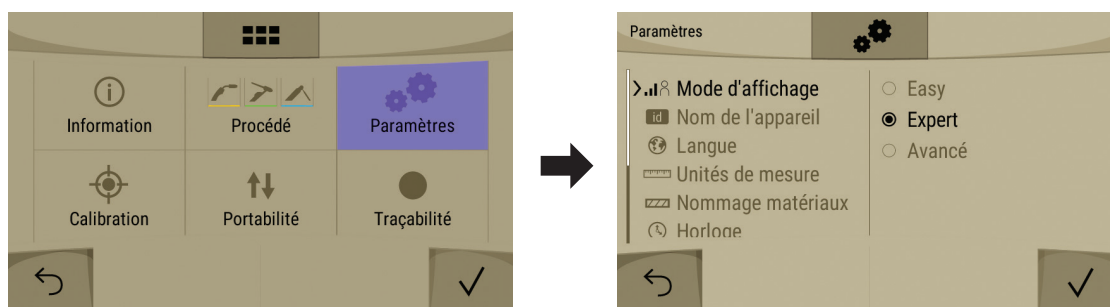 Information
Procédé
Paramètres
Calibration
Portabilité
Traçabilité
Paramètres
Mode d'affichage
id Nom de l'appareil
Langue
Unités de mesure
Nommage matériaux
Horloge
Easy
Expert
Avancé